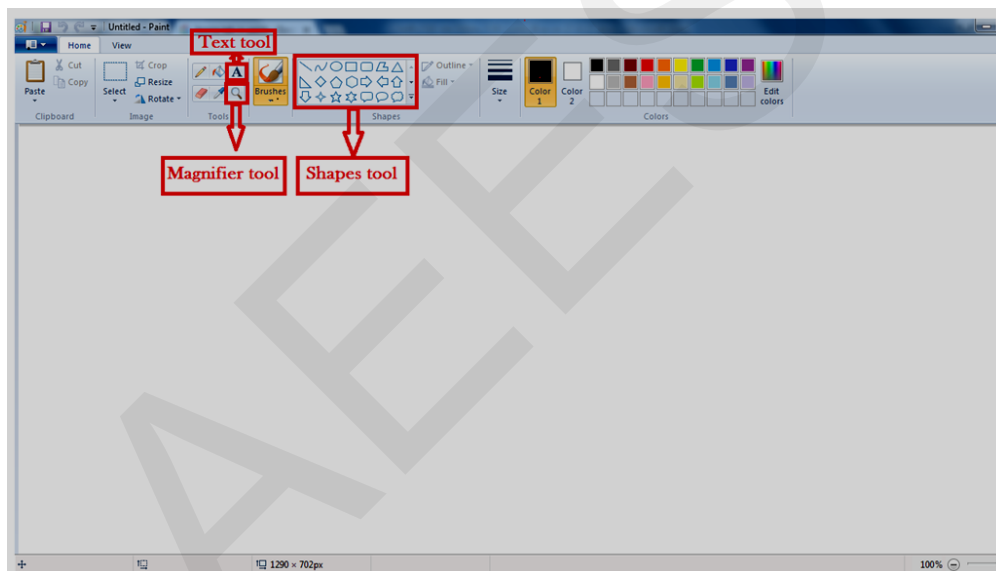 Untitled - Paint
Home View
Text tool
Cut
Copy
Paste
Clipboard
Select
Crop
Resize
Rotate
Image
A
Tools
Brushes
Shapes
Outline
Fill
Size
Color 1
Color 2
Edit colors
Colors
Magnifier tool
Shapes tool
AEES
1290 × 702px
100%